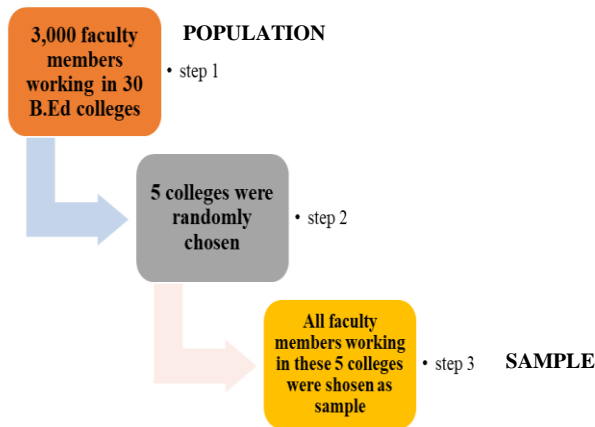 3,000 faculty
members
working in 30
B.Ed colleges
POPULATION
• step 1
5 colleges were
randomly
chosen
• step 2
All faculty
members working
in these 5 colleges
were shosen as
sample
• step 3
SAMPLE